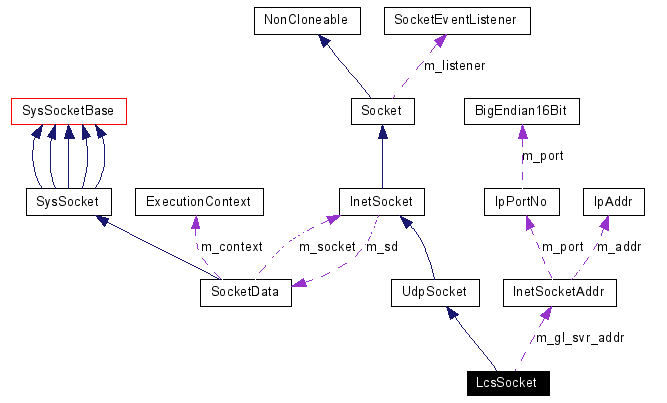 NonCloneable
SocketEventListener
m_listener
SysSocketBase
Socket
BigEndian16Bit
m_port
SysSocket
ExecutionContext
InetSocket
IpPortNo
IpAddr
m_context
m_socket
m_sd
m_port
m_addr
SocketData
UdpSocket
InetSocketAddr
m_gl_svr_addr
LcsSocket